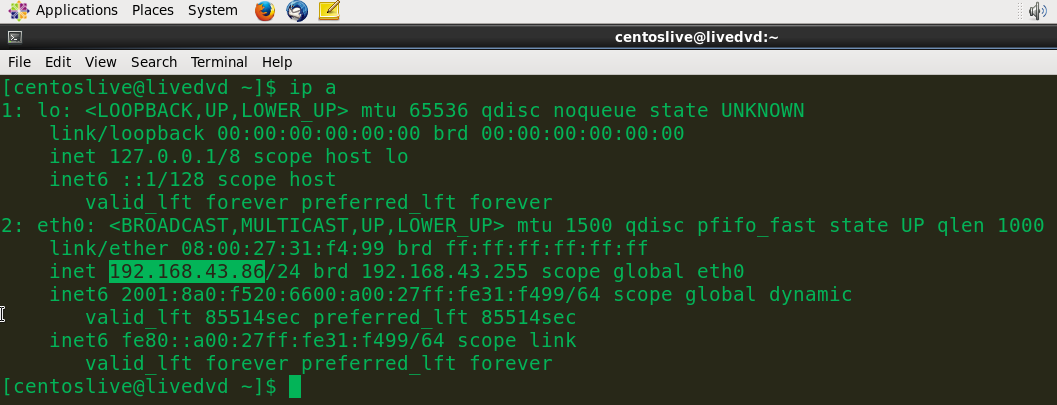 Applications Places System
centoslive@livedvd:~
File Edit View Search Terminal Help
[centoslive@livedvd ~]$ ip a
1: lo: <LOOPBACK,UP,LOWER_UP> mtu 65536 qdisc noqueue state UNKNOWN
    link/loopback 00:00:00:00:00:00 brd 00:00:00:00:00:00
    inet 127.0.0.1/8 scope host lo
    inet6 ::1/128 scope host
       valid_lft forever preferred_lft forever
2: eth0: <BROADCAST,MULTICAST,UP,LOWER_UP> mtu 1500 qdisc pfifo_fast state UP qlen 1000
    link/ether 08:00:27:31:f4:99 brd ff:ff:ff:ff:ff:ff
    inet 192.168.43.86/24 brd 192.168.43.255 scope global eth0
    inet6 2001:8a0:f520:6600:a00:27ff:fe31:f499/64 scope global dynamic
       valid_lft 85514sec preferred_lft 85514sec
    inet6 fe80::a00:27ff:fe31:f499/64 scope link
       valid_lft forever preferred_lft forever
[centoslive@livedvd ~]$